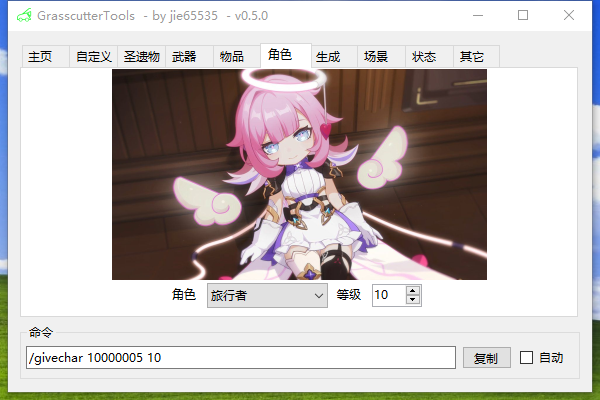 GrasscutterTools - by jie65535 - v0.5.0
主页 自定义 圣遗物 武器 物品 角色 生成 场景 状态 其它
角色 旅行者 等级 10
命令
/givechar 10000005 10 复制 自动